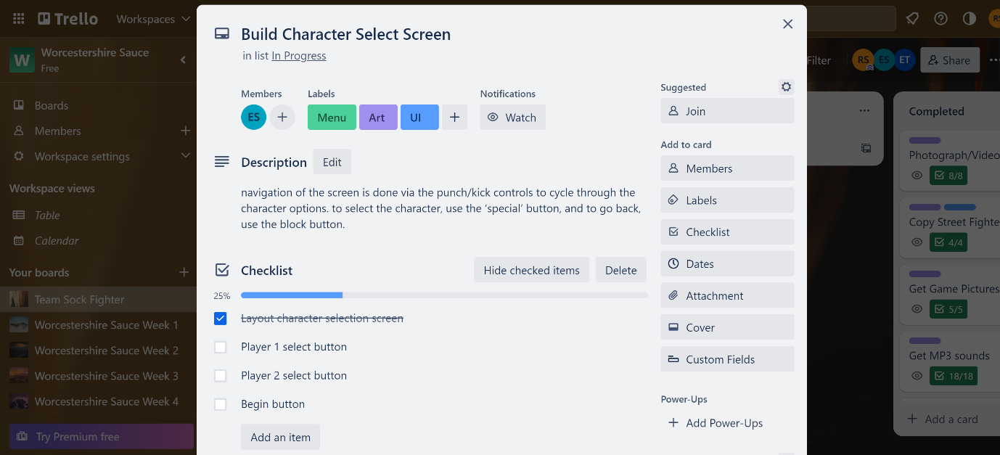 Trello
Workspaces
W
Worcestershire Sauce
Free
Boards
Members
Workspace settings
Workspace views
Table
Calendar
Your boards
Team Sock Fighter
Worcestershire Sauce Week 1
Worcestershire Sauce Week 2
Worcestershire Sauce Week 3
Worcestershire Sauce Week 4
Try Premium free
Build Character Select Screen
in list In Progress
Members
Labels
Notifications
ES
Menu
Art
UI
Watch
Description
Edit
navigation of the screen is done via the punch/kick controls to cycle through the
character options. to select the character, use the ‘special’ button, and to go back,
use the block button.
Checklist
Hide checked items
Delete
25%
Layout character selection screen
Player 1 select button
Player 2 select button
Begin button
Add an item
Suggested
Join
Add to card
Members
Labels
Checklist
Dates
Attachment
Cover
Custom Fields
Power-Ups
Add Power-Ups
Filter
RS
ES
ET
Share
Completed
Photograph/Video
8/8
Copy Street Fighte
4/4
Get Game Pictures
5/5
Get MP3 sounds
18/18
Add a card